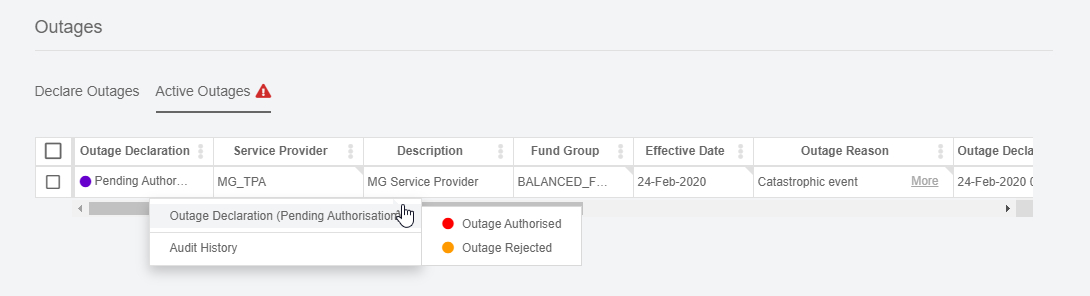 Outages
Declare Outages Active Outages
Outage Declaration Service Provider Description Fund Group Effective Date Outage Reason Outage Decla
Pending Author... MG_TPA MG Service Provider BALANCED_F... 24-Feb-2020 Catastrophic event More 24-Feb-2020 0
Outage Declaration (Pending Authorisation)
Outage Authorised
Outage Rejected
Audit History